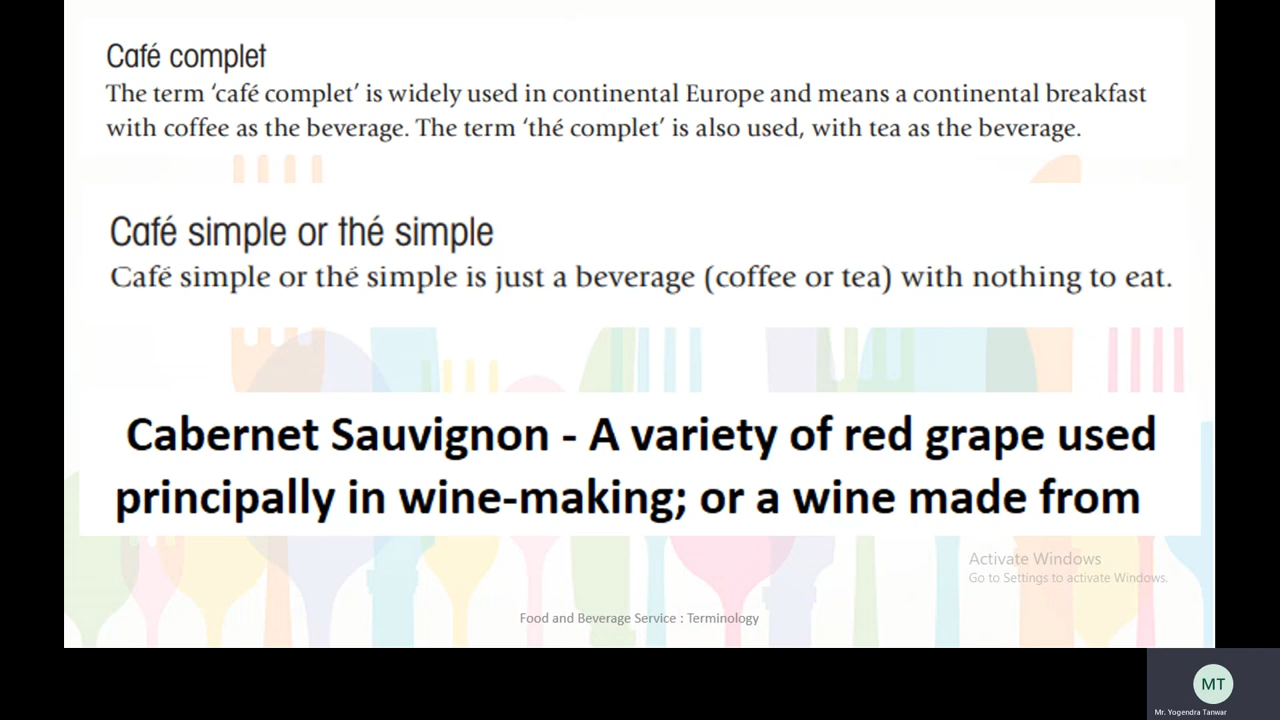 Café complet
The term ‘café complet’ is widely used in continental Europe and means a continental breakfast
with coffee as the beverage. The term ‘thé complet’ is also used, with tea as the beverage.
Café simple or thé simple
Café simple or thé simple is just a beverage (coffee or tea) with nothing to eat.
Cabernet Sauvignon - A variety of red grape used
principally in wine-making; or a wine made from
Activate Windows
Go to Settings to activate Windows.
Food and Beverage Service : Terminology
MT
Mr. Yogendra Tanwar